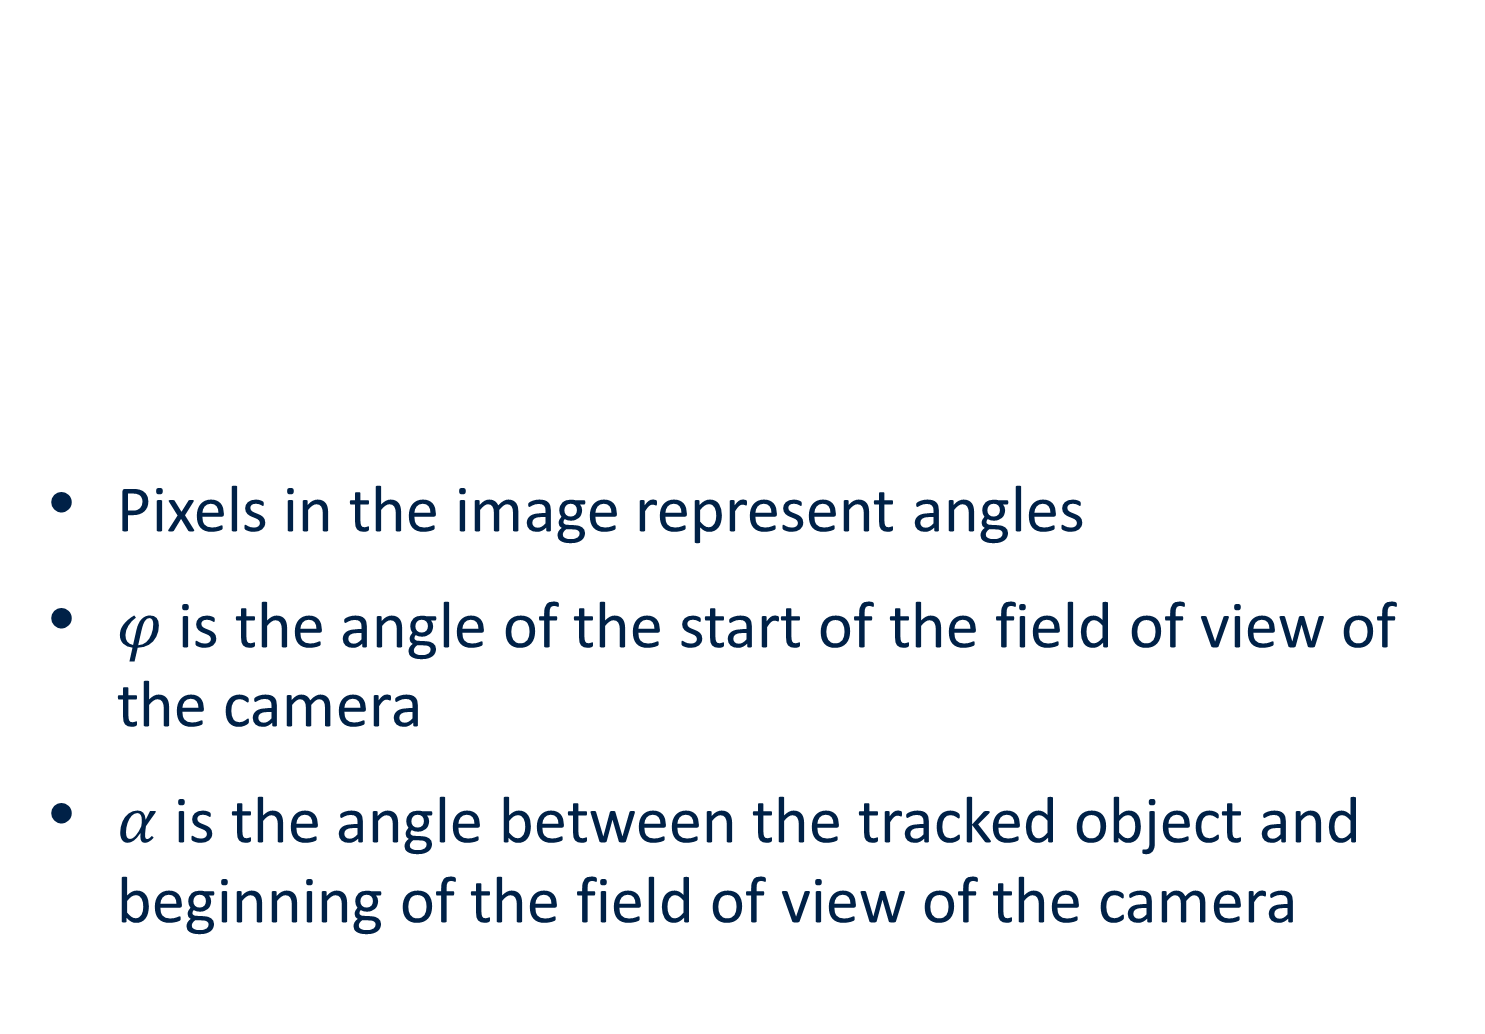 • Pixels in the image represent angles
• 𝜑 is the angle of the start of the field of view of
the camera
• 𝛼 is the angle between the tracked object and
beginning of the field of view of the camera